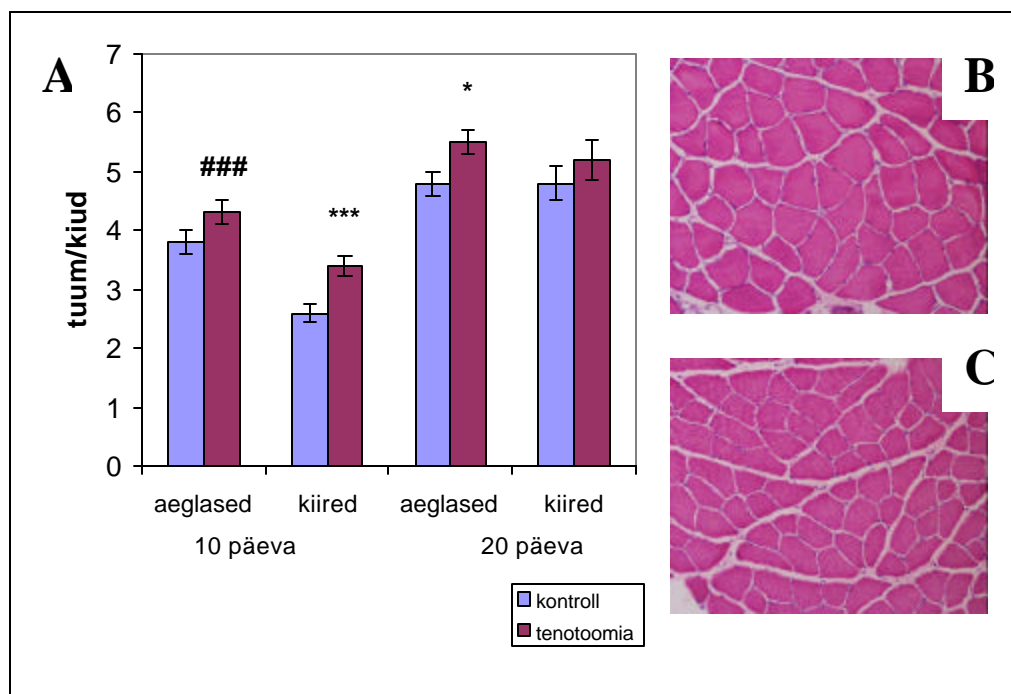 A
tuum/kiud
7
6
5
4
3
2
1
0
###
***
*
aeglased kiired aeglased kiired
10 päeva 20 päeva
kontroll
tenotoomia
B
C